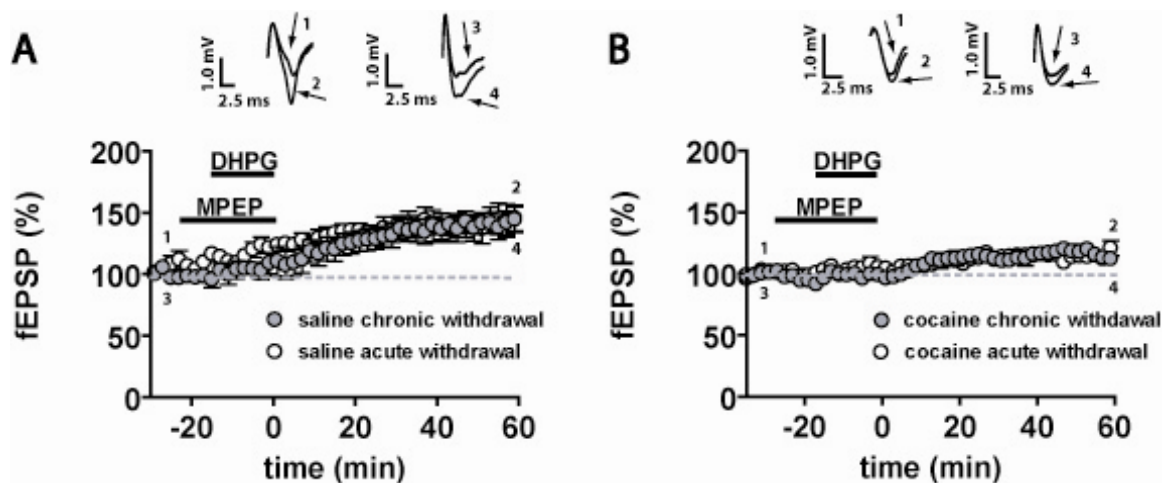 A
1.0 mV
2.5 ms
1
2
1.0 mV
2.5 ms
3
4
fEPSP (%)
200
150
100
50
0
DHPG
MPEP
1
3
2
4
saline chronic withdrawal
saline acute withdrawal
-20 0 20 40 60
time (min)
B
1.0 mV
2.5 ms
1
2
1.0 mV
2.5 ms
3
4
fEPSP (%)
200
150
100
50
0
DHPG
MPEP
1
3
2
4
cocaine chronic withdawal
cocaine acute withdrawal
-20 0 20 40 60
time (min)